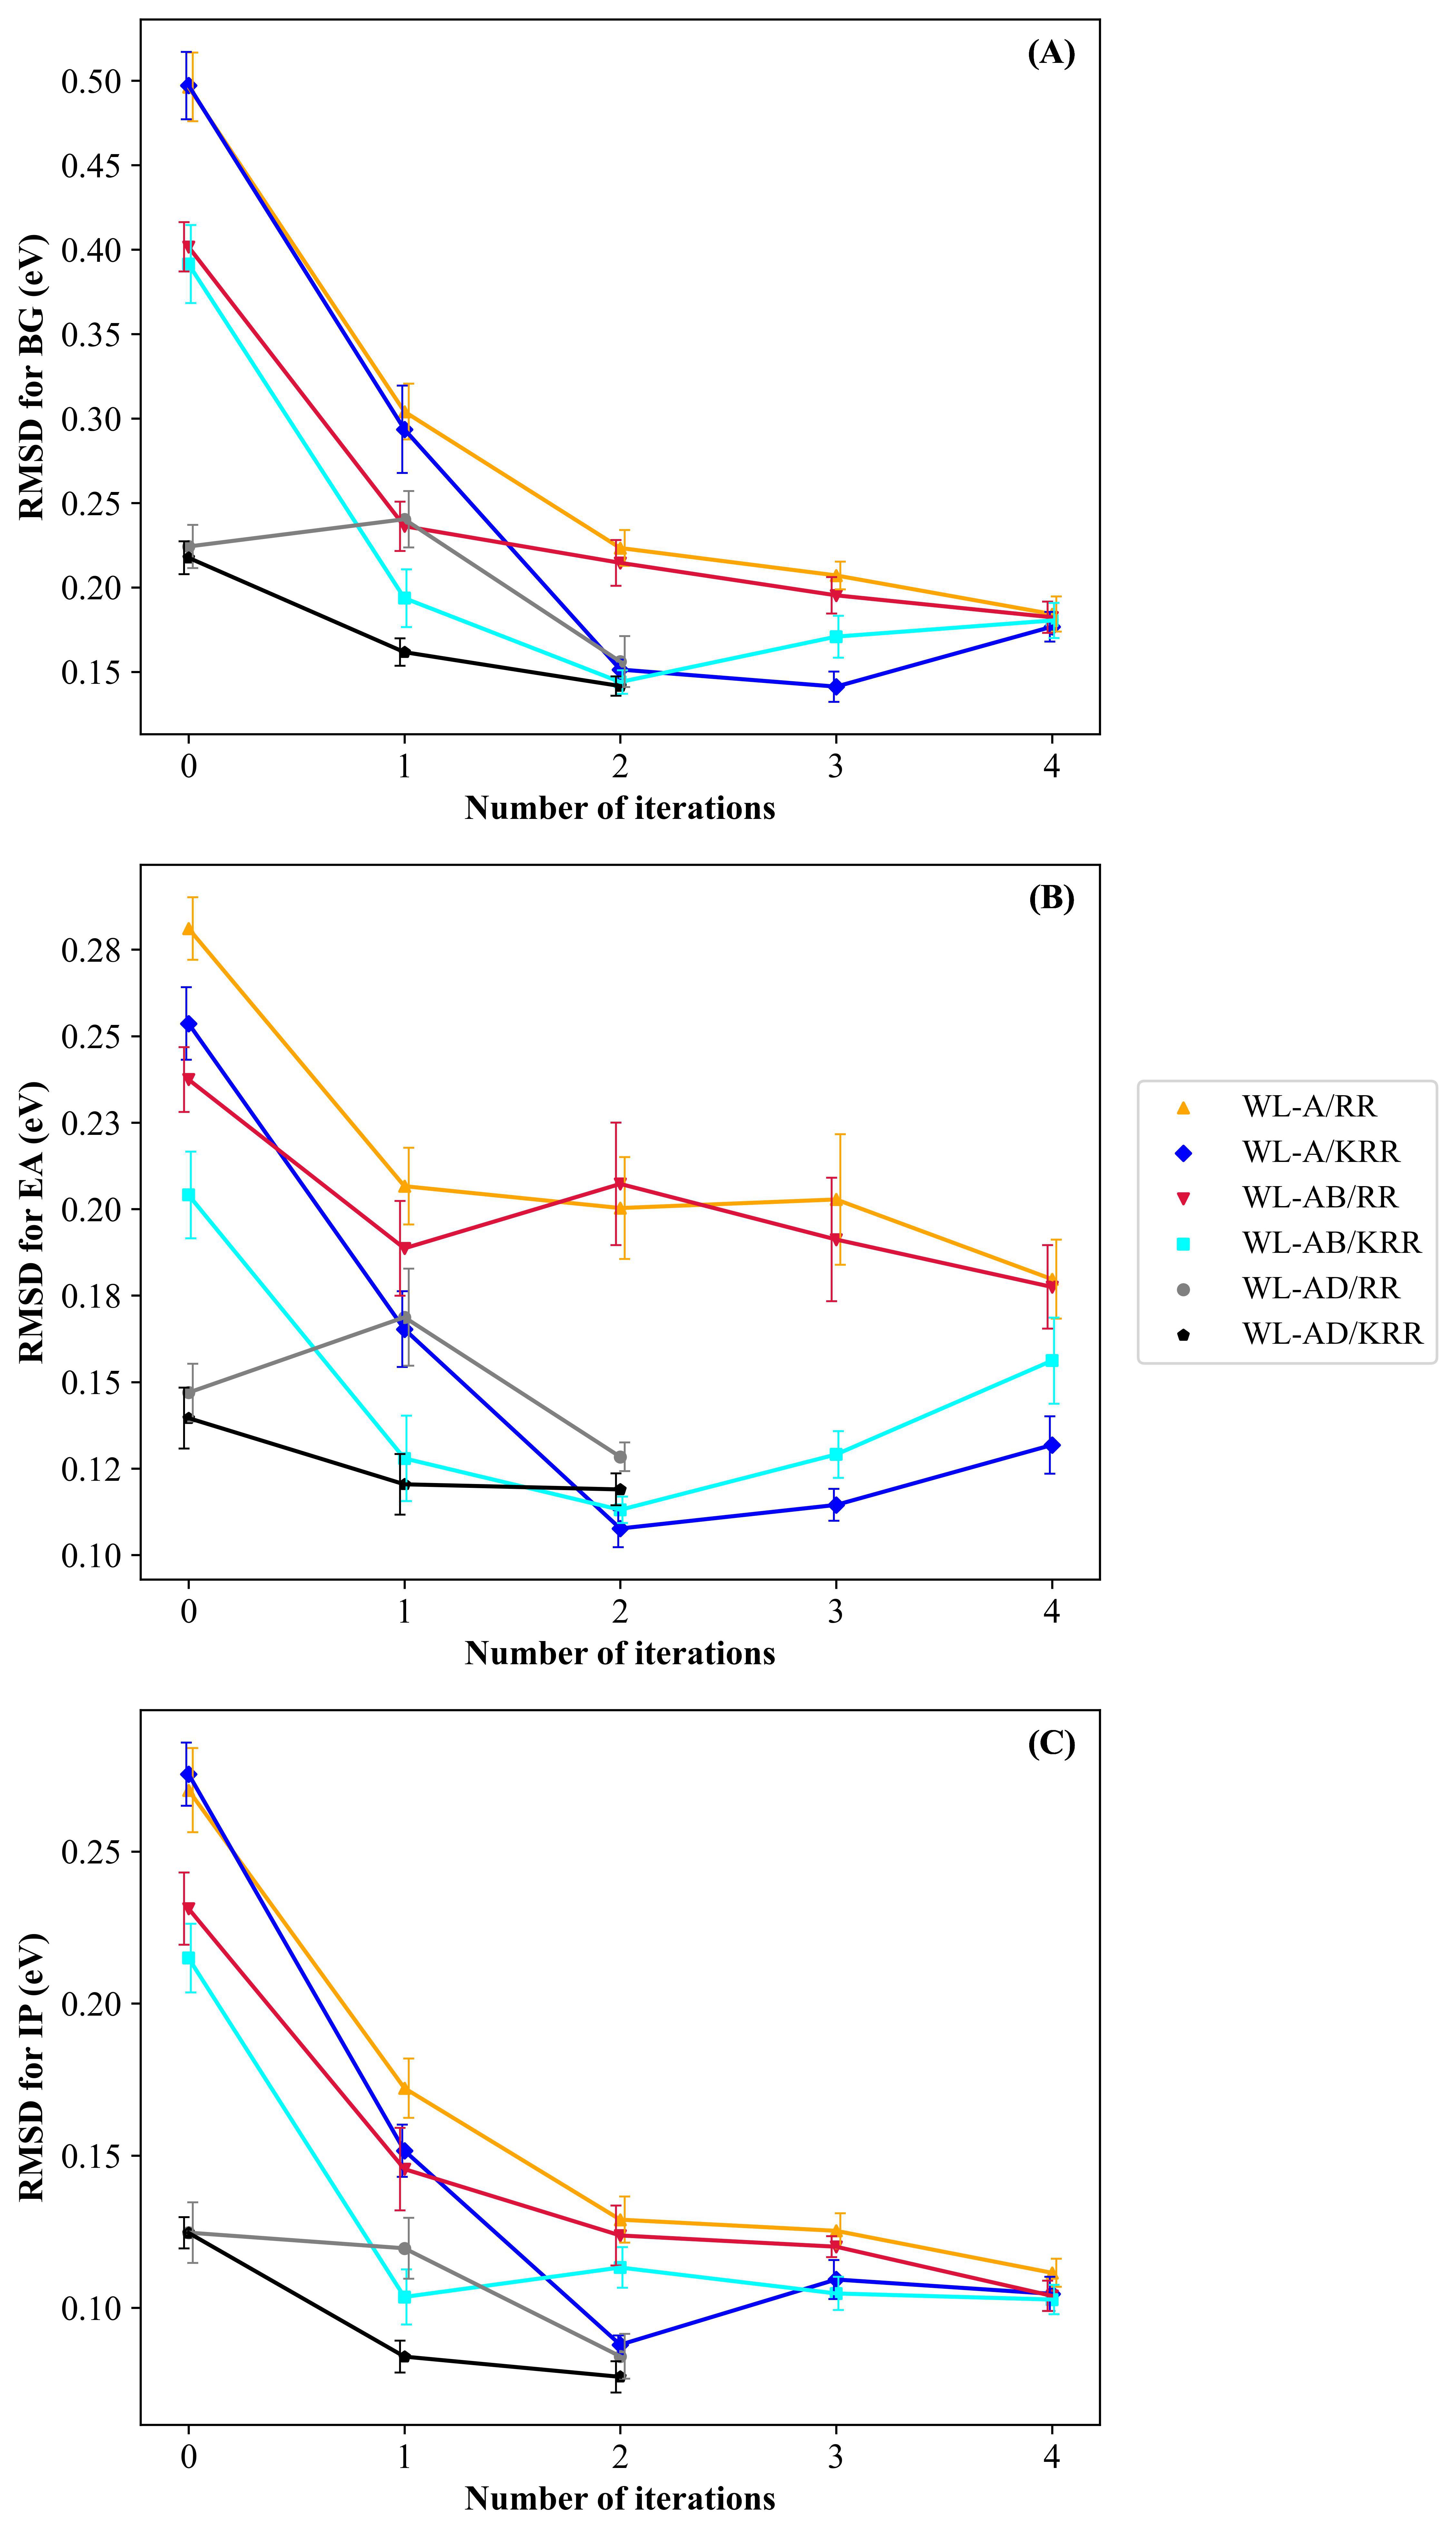 (A)
RMSD for BG (eV)
0.50
0.45
0.40
0.35
0.30
0.25
0.20
0.15
0 1 2 3 4
Number of iterations
(B)
RMSD for EA (eV)
0.28
0.25
0.23
0.20
0.18
0.15
0.12
0.10
0 1 2 3 4
Number of iterations
WL-A/RR
WL-A/KRR
WL-AB/RR
WL-AB/KRR
WL-AD/RR
WL-AD/KRR
(C)
RMSD for IP (eV)
0.25
0.20
0.15
0.10
0 1 2 3 4
Number of iterations